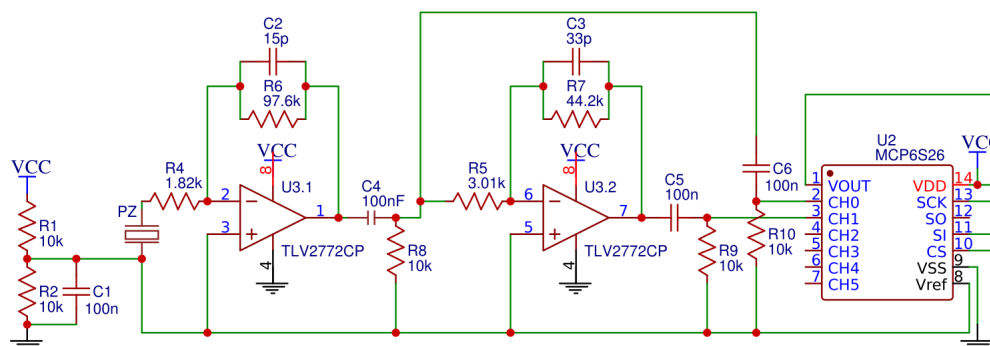 VCC
R1
10k
R2
10k
C1
100n
PZ
R4
1.82k
C2
15p
R6
97.6k
VCC
8
2
3
1
4
U3.1
TLV2772CP
C4
100nF
R8
10k
R5
3.01k
C3
33p
R7
44.2k
VCC
8
6
5
7
4
U3.2
TLV2772CP
C5
100n
R9
10k
C6
100n
R10
10k
U2
MCP6S26
1 VOUT VDD 14
2 CH0 SCK 13
3 CH1 SO 12
4 CH2 SI 11
5 CH3 CS 10
6 CH4 VSS 9
7 CH5 Vref 8